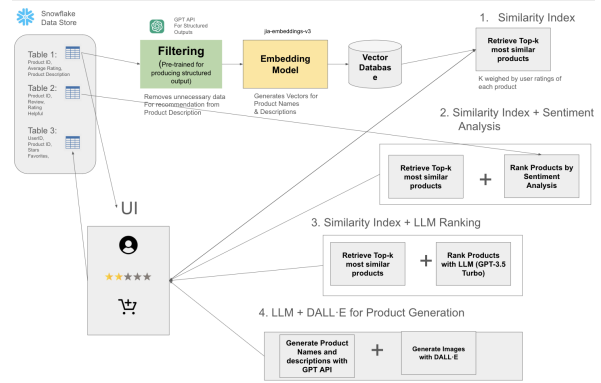 Snowflake
Data Store
Table 1:
Product ID,
Average Rating,
Product Description
Table 2:
Product ID,
Review,
Rating
Helpful
Table 3:
UserID,
Product ID,
Stars
Favorities,
GPT API
For Structured
Outputs
Filtering
(Pre-trained for
producing structured
output)
Removes unnecessary data
For recommendation from
Product Description
jia-embeddings-v3
Embedding
Model
Generates Vectors for
Product Names
& Descriptions
Vector
Databas
e
1. Similarity Index
Retrieve Top-k
most similar
products
K weighed by user ratings of
each product
2. Similarity Index + Sentiment
Analysis
Retrieve Top-k
most similar
products
+
Rank Products by
Sentiment
Analysis
UI
3. Similarity Index + LLM Ranking
Retrieve Top-k
most similar
products
+
Rank Products
with LLM (GPT-3.5
Turbo)
4. LLM + DALL·E for Product Generation
Generate Product
Names and
descriptions with
GPT API
+
Generate Images
with DALL·E